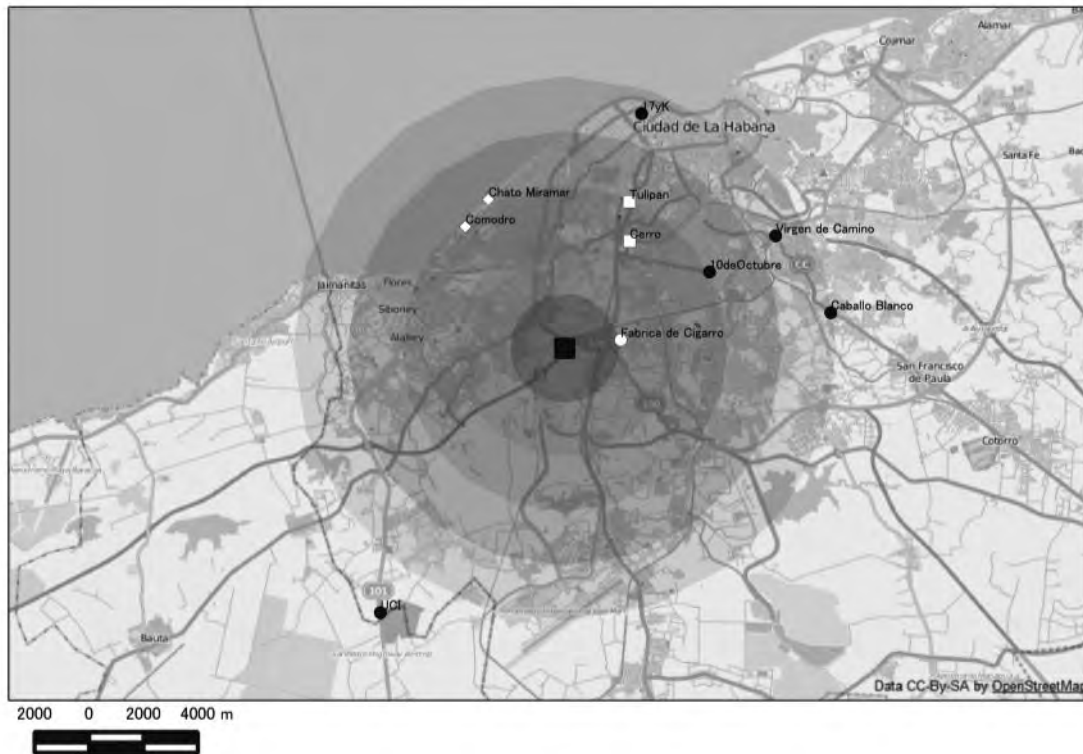 Alamar
Cojimar
17yK
Ciudad de La Habana
Santa Fe
Chato Miramar
Tulipan
Comodro
Cerro
Virgen de Camino
10deOctubre
CC
Jaimanitas
Flores
Siboney
Caballo Blanco
Atabey
Fabrica de Cigarro
San Francisco
de Paula
Cotorro
101
UCI
Bauta
Data CC-By-SA by OpenStreetMap
2000 0 2000 4000 m